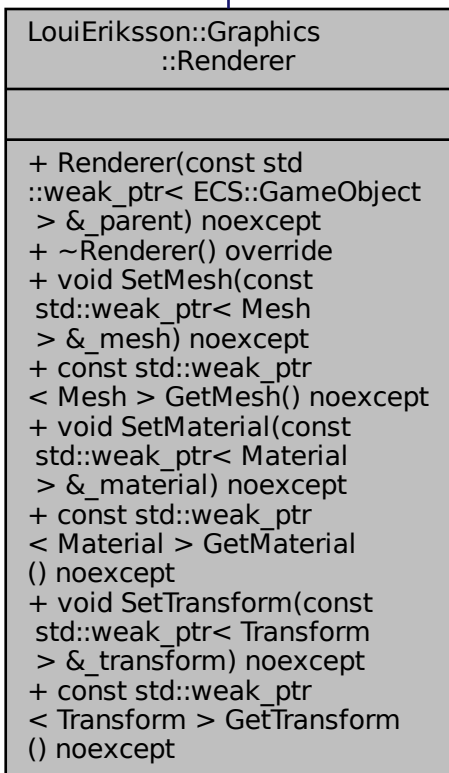 LouiEriksson::Graphics
::Renderer
+ Renderer(const std
::weak_ptr< ECS::GameObject
> &_parent) noexcept
+ ~Renderer() override
+ void SetMesh(const
std::weak_ptr< Mesh
> &_mesh) noexcept
+ const std::weak_ptr
< Mesh > GetMesh() noexcept
+ void SetMaterial(const
std::weak_ptr< Material
> &_material) noexcept
+ const std::weak_ptr
< Material > GetMaterial
() noexcept
+ void SetTransform(const
std::weak_ptr< Transform
> &_transform) noexcept
+ const std::weak_ptr
< Transform > GetTransform
() noexcept